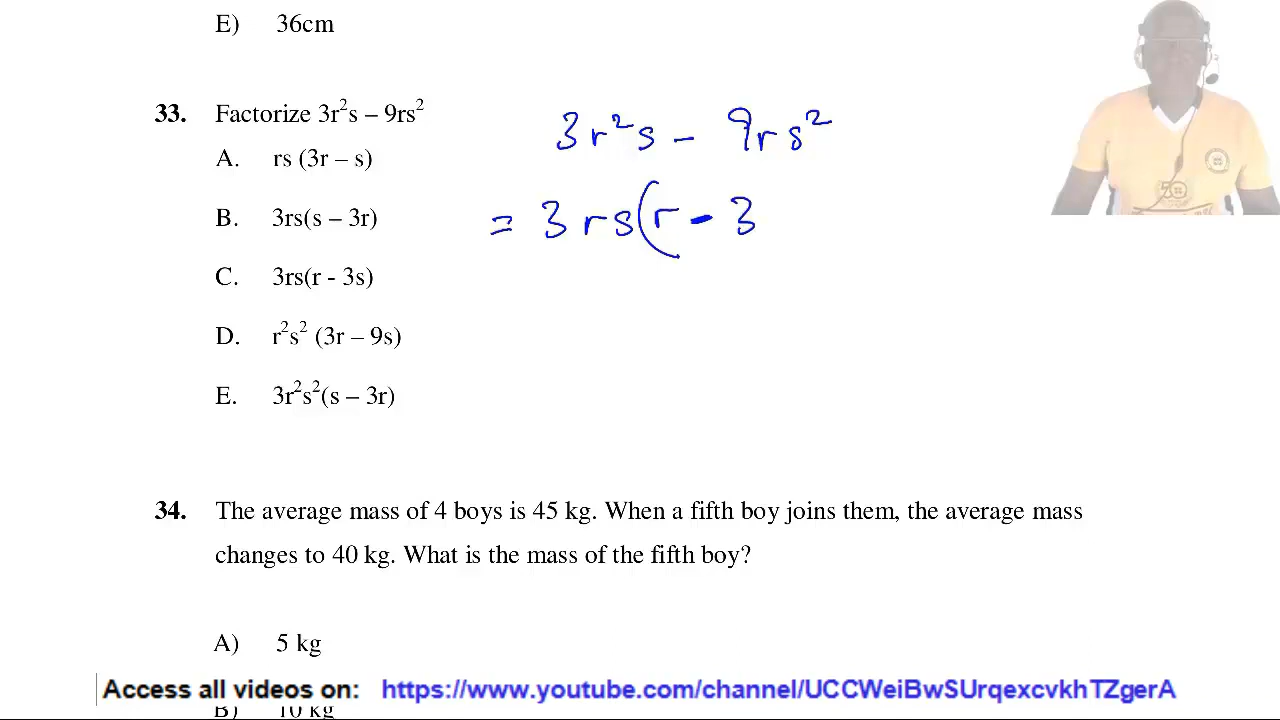 E) 36cm
33. Factorize 3r²s – 9rs²
3r²s - 9rs²
A. rs (3r – s)
B. 3rs(s – 3r)
= 3rs(r - 3
C. 3rs(r - 3s)
D. r²s² (3r – 9s)
E. 3r²s²(s – 3r)
34. The average mass of 4 boys is 45 kg. When a fifth boy joins them, the average mass
changes to 40 kg. What is the mass of the fifth boy?
A) 5 kg
Access all videos on: https://www.youtube.com/channel/UCCWeiBwSUrqexcvkhTZgerA
B) 10 kg
50